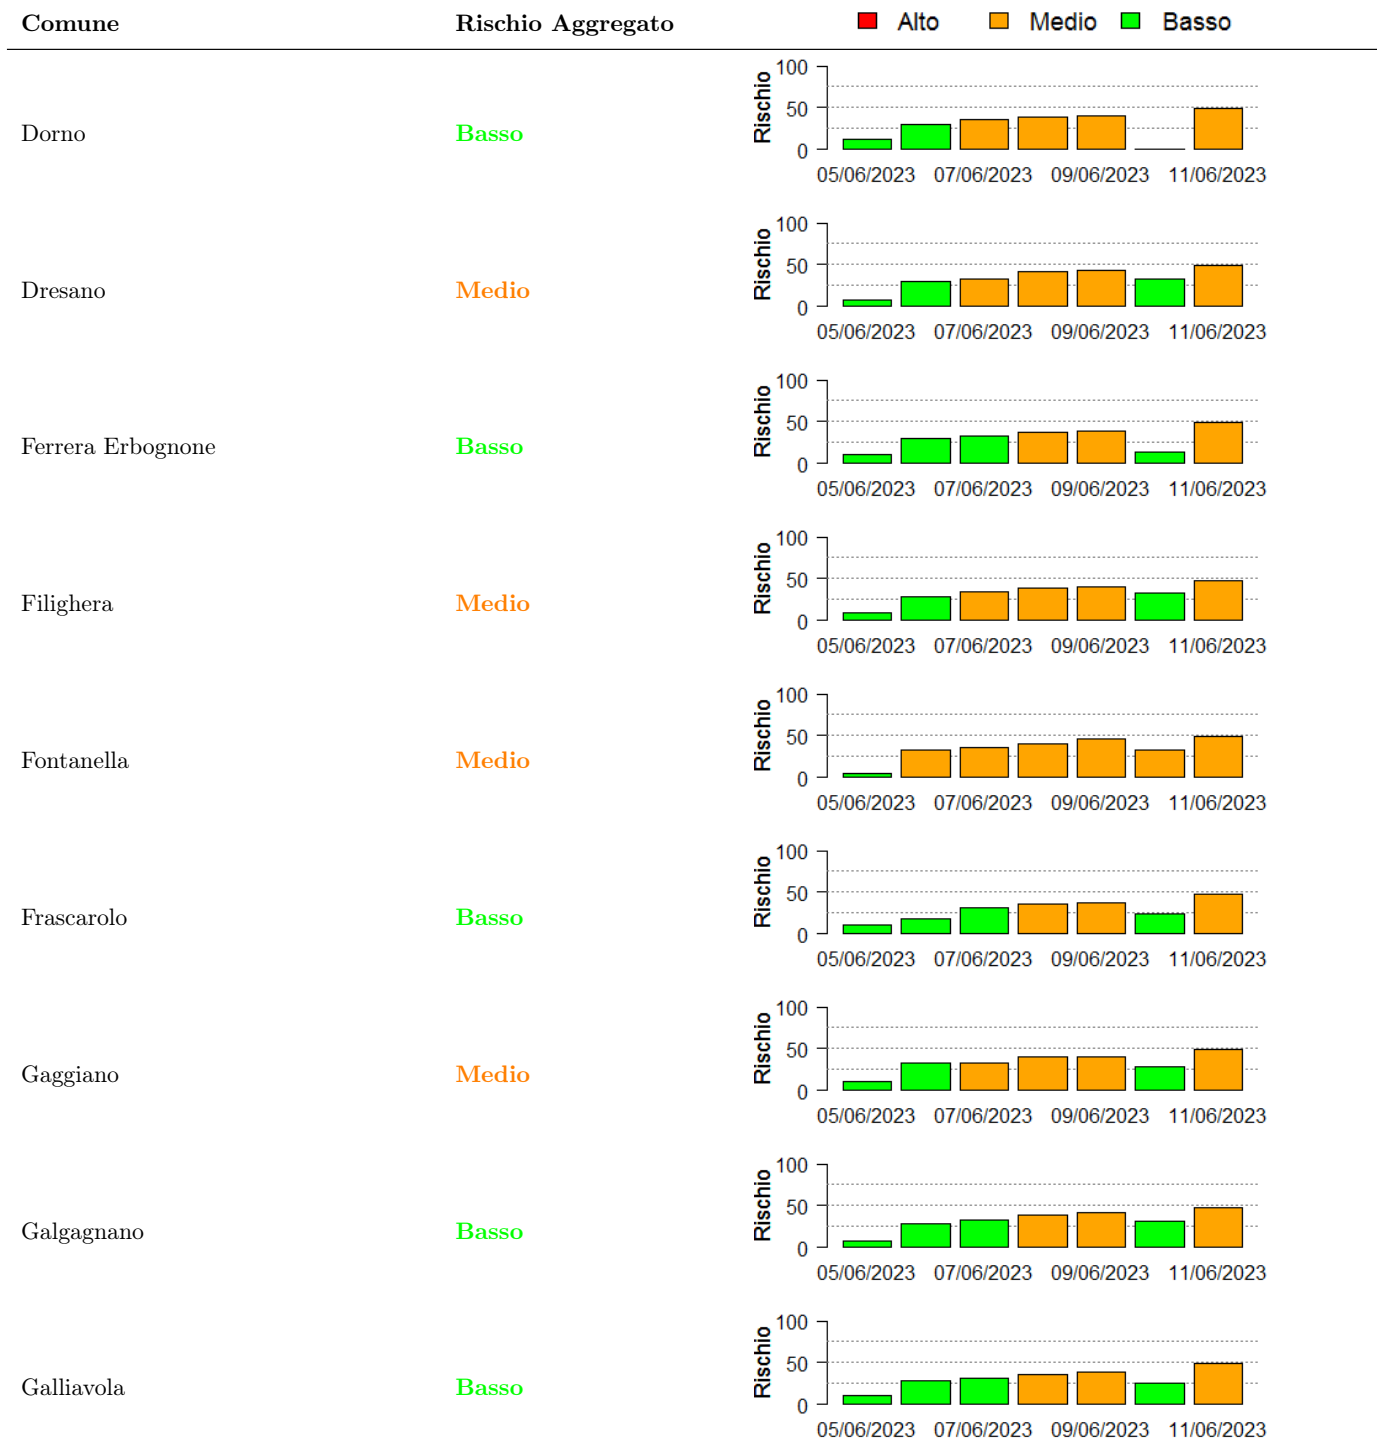 Comune Rischio Aggregato Alto Medio Basso
Dorno Basso
Rischio
100
50
0
05/06/2023 07/06/2023 09/06/2023 11/06/2023
Dresano Medio
Rischio
100
50
0
05/06/2023 07/06/2023 09/06/2023 11/06/2023
Ferrera Erbognone Basso
Rischio
100
50
0
05/06/2023 07/06/2023 09/06/2023 11/06/2023
Filighera Medio
Rischio
100
50
0
05/06/2023 07/06/2023 09/06/2023 11/06/2023
Fontanella Medio
Rischio
100
50
0
05/06/2023 07/06/2023 09/06/2023 11/06/2023
Frascarolo Basso
Rischio
100
50
0
05/06/2023 07/06/2023 09/06/2023 11/06/2023
Gaggiano Medio
Rischio
100
50
0
05/06/2023 07/06/2023 09/06/2023 11/06/2023
Galgagnano Basso
Rischio
100
50
0
05/06/2023 07/06/2023 09/06/2023 11/06/2023
Galliavola Basso
Rischio
100
50
0
05/06/2023 07/06/2023 09/06/2023 11/06/2023